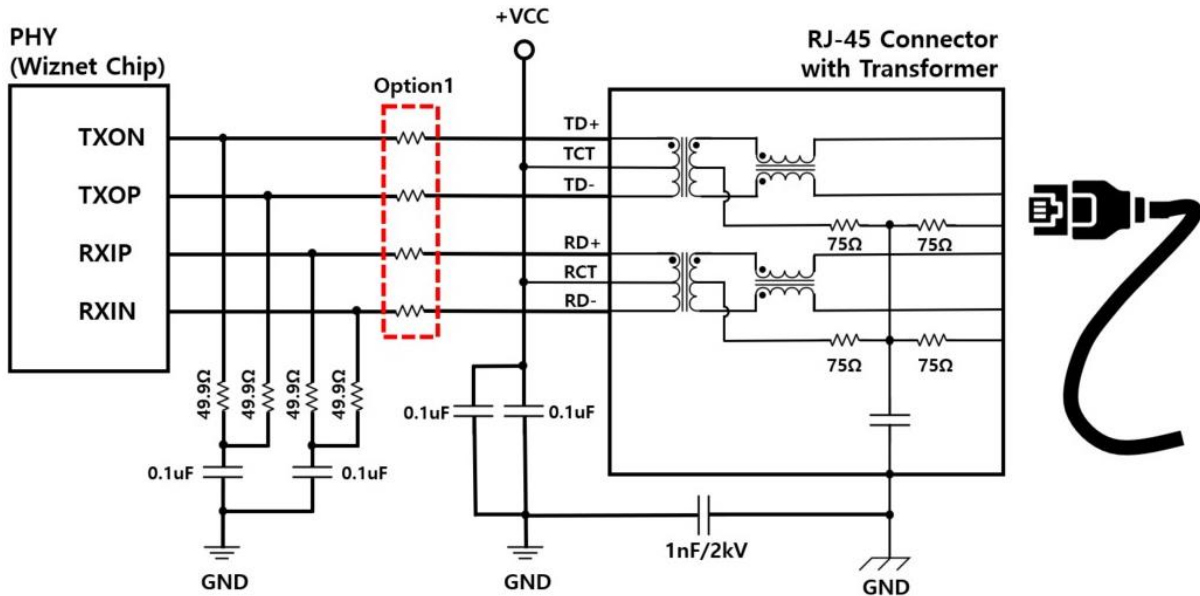 +VCC
PHY
(Wiznet Chip)
RJ-45 Connector
with Transformer
Option1
TXON
TD+
TCT
TXOP
TD-
75Ω
75Ω
RXIP
RD+
RCT
RXIN
RD-
75Ω
75Ω
49.9Ω
49.9Ω
49.9Ω
49.9Ω
0.1uF
0.1uF
0.1uF
0.1uF
1nF/2kV
GND
GND
GND